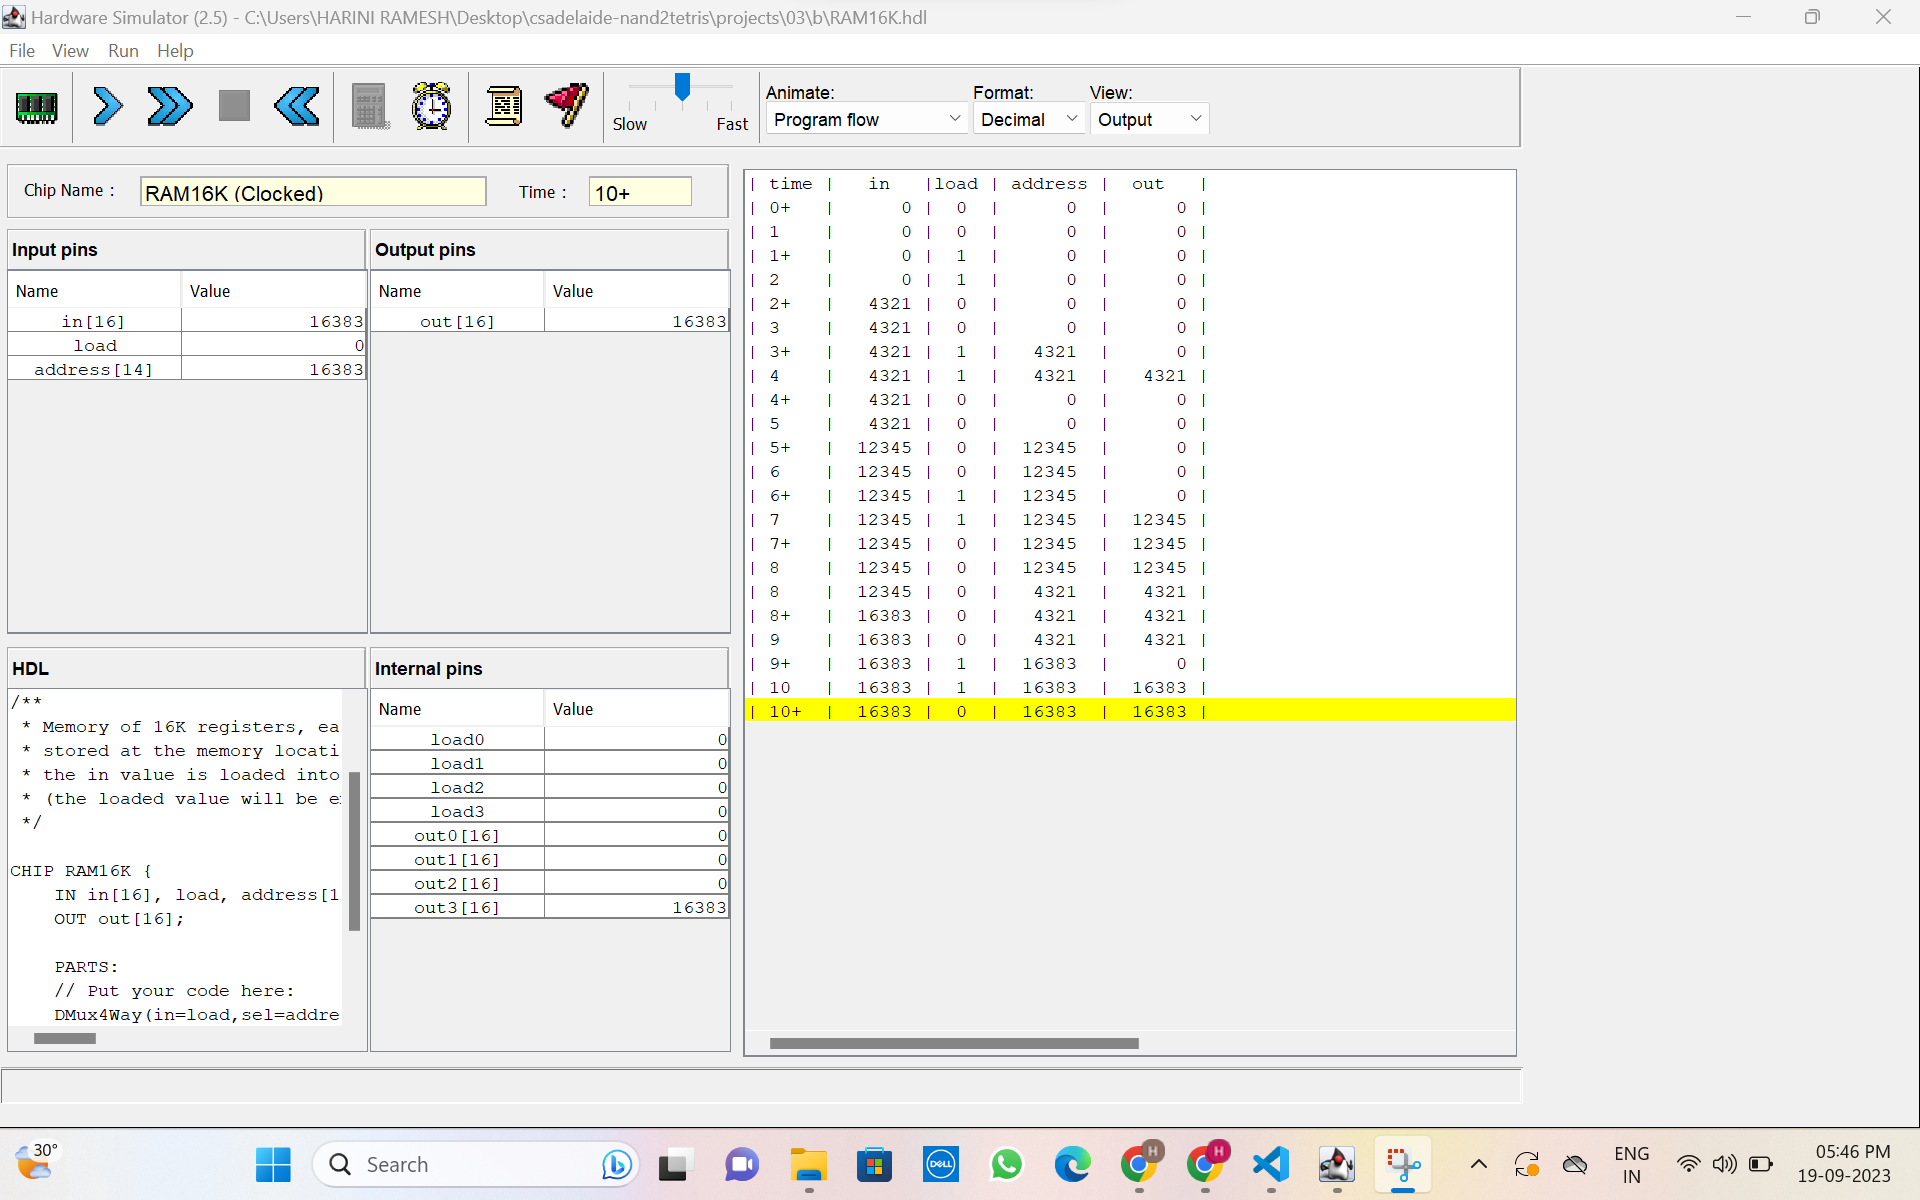 Hardware Simulator (2.5) - C:\Users\HARINI RAMESH\Desktop\csadelaide-nand2tetris\projects\03\b\RAM16K.hdl
File View Run Help
Slow Fast
Animate: Format: View:
Program flow Decimal Output
Chip Name : RAM16K (Clocked) Time : 10+
Input pins
Name Value
in[16] 16383
load 0
address[14] 16383
Output pins
Name Value
out[16] 16383
HDL
/**
* Memory of 16K registers, ea
* stored at the memory locati
* the in value is loaded into
* (the loaded value will be e
*/
CHIP RAM16K {
IN in[16], load, address[1
OUT out[16];
PARTS:
// Put your code here:
DMux4Way(in=load,sel=addre
Internal pins
Name Value
load0 0
load1 0
load2 0
load3 0
out0[16] 0
out1[16] 0
out2[16] 0
out3[16] 16383
| time | in |load | address | out |
| 0+ | 0 | 0 | 0 | 0 |
| 1 | 0 | 0 | 0 | 0 |
| 1+ | 0 | 1 | 0 | 0 |
| 2 | 0 | 1 | 0 | 0 |
| 2+ | 4321 | 0 | 0 | 0 |
| 3 | 4321 | 0 | 0 | 0 |
| 3+ | 4321 | 1 | 4321 | 0 |
| 4 | 4321 | 1 | 4321 | 4321 |
| 4+ | 4321 | 0 | 0 | 0 |
| 5 | 4321 | 0 | 0 | 0 |
| 5+ | 12345 | 0 | 12345 | 0 |
| 6 | 12345 | 0 | 12345 | 0 |
| 6+ | 12345 | 1 | 12345 | 0 |
| 7 | 12345 | 1 | 12345 | 12345 |
| 7+ | 12345 | 0 | 12345 | 12345 |
| 8 | 12345 | 0 | 12345 | 12345 |
| 8 | 12345 | 0 | 4321 | 4321 |
| 8+ | 16383 | 0 | 4321 | 4321 |
| 9 | 16383 | 0 | 4321 | 4321 |
| 9+ | 16383 | 1 | 16383 | 0 |
| 10 | 16383 | 1 | 16383 | 16383 |
| 10+ | 16383 | 0 | 16383 | 16383 |
30°
Search
DELL
H
H
ENG
IN
05:46 PM
19-09-2023